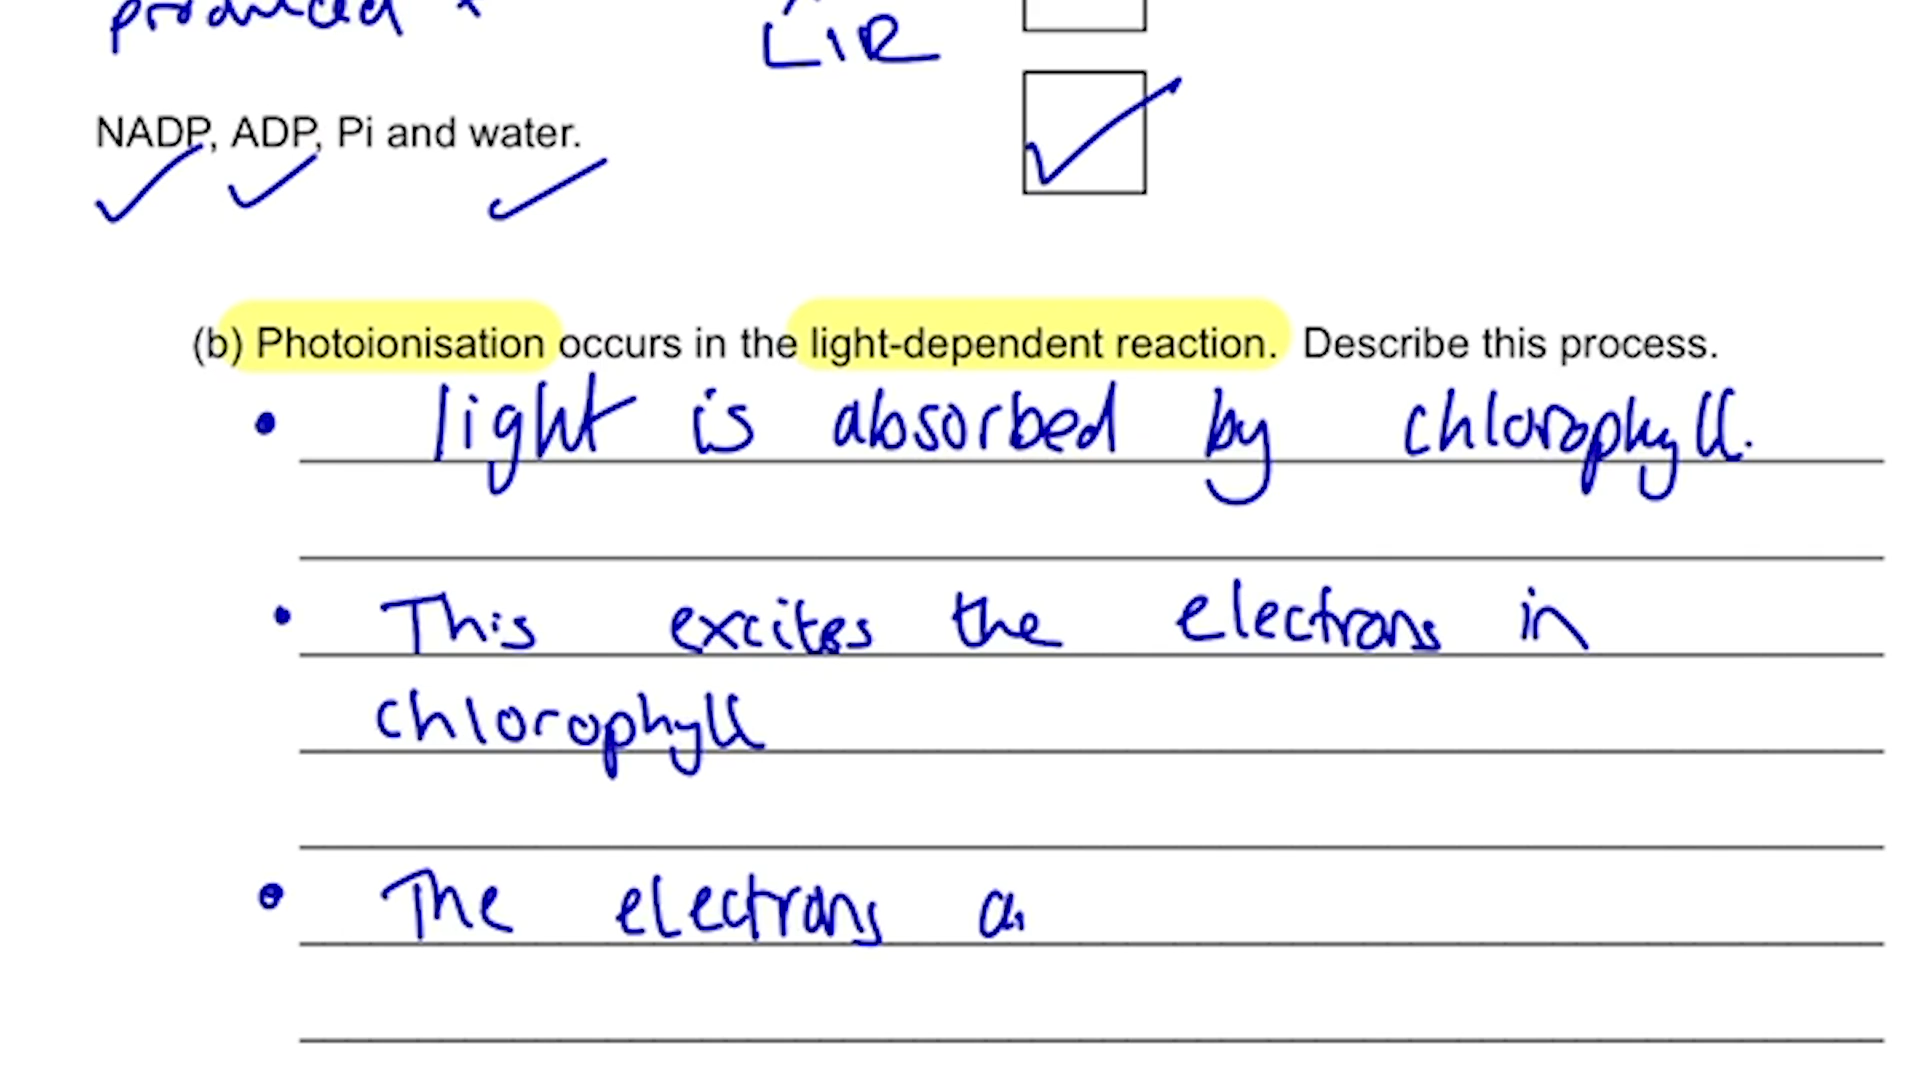 produced x
LIR
NADP, ADP, Pi and water.
(b) Photoionisation occurs in the light-dependent reaction. Describe this process.
• light is absorbed by chlorophyll.
• This excites the electrons in
chlorophyll
• The electrons